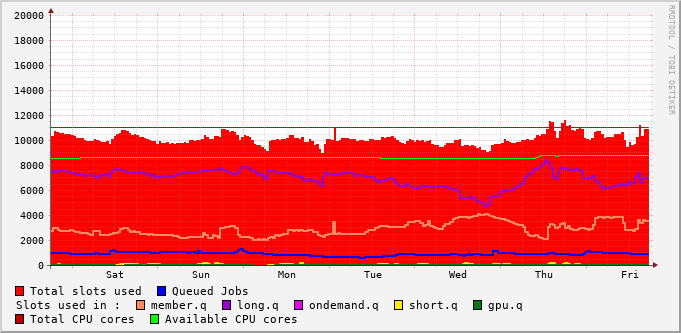 RRDTOOL / TOBI OETIKER
20000
18000
16000
14000
12000
10000
8000
6000
4000
2000
0
Sat Sun Mon Tue Wed Thu Fri
Total slots used Queued Jobs
Slots used in : member.q long.q ondemand.q short.q gpu.q
Total CPU cores Available CPU cores